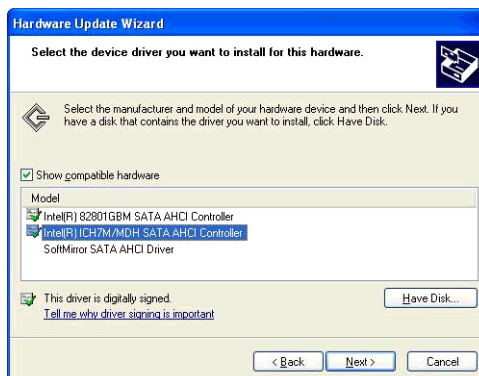 Hardware Update Wizard
Select the device driver you want to install for this hardware.
Select the manufacturer and model of your hardware device and then click Next. If you
have a disk that contains the driver you want to install, click Have Disk.
Show compatible hardware
Model
Intel(R) 82801GBM SATA AHCI Controller
Intel(R) ICH7M/MDH SATA AHCI Controller
SoftMirror SATA AHCI Driver
This driver is digitally signed.
Have Disk...
Tell me why driver signing is important
< Back Next > Cancel